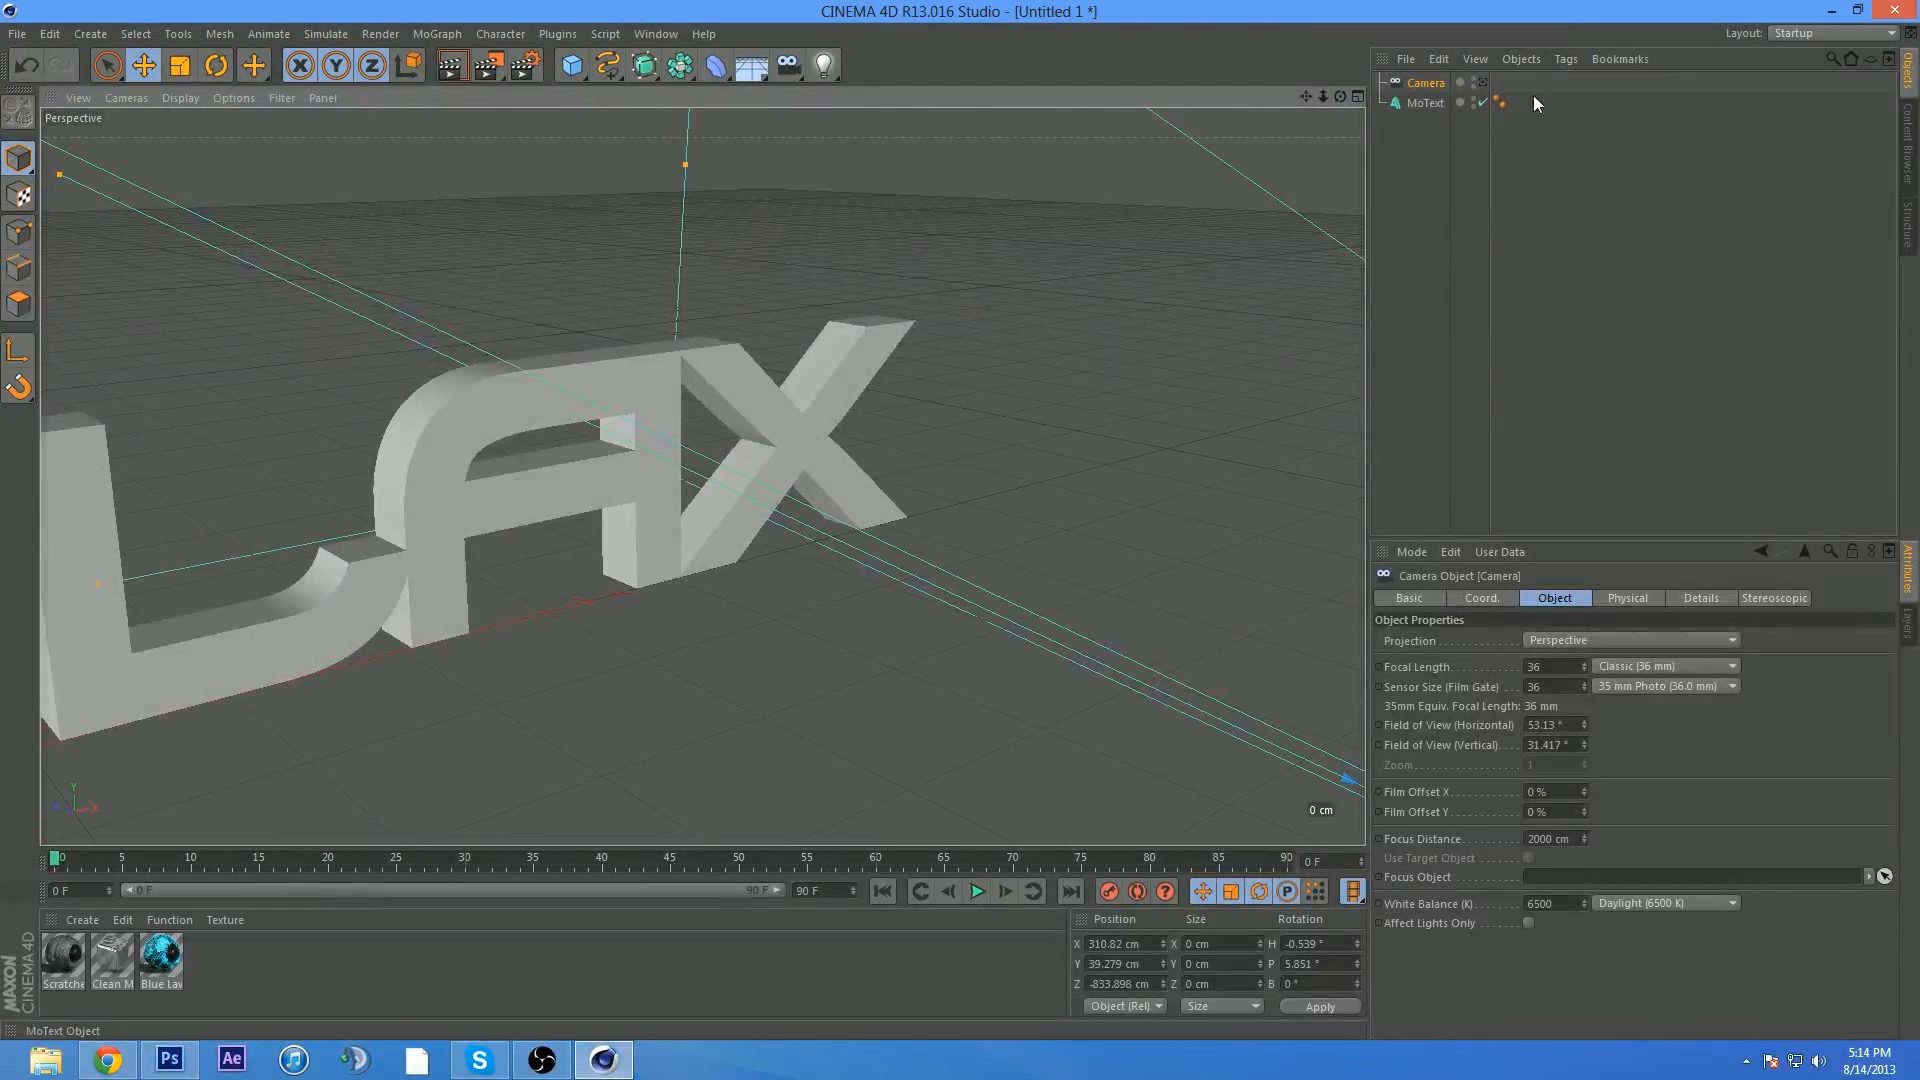 CINEMA 4D R13.016 Studio - [Untitled 1 *]
File Edit Create Select Tools Mesh Animate Simulate Render MoGraph Character Plugins Script Window Help
Layout: Startup
File Edit View Objects Tags Bookmarks
Camera
MoText
View Cameras Display Options Filter Panel
Perspective
LAX
Y
X
Z
0 cm
Objects
Content Browser
Structure
Mode Edit User Data
Camera Object [Camera]
Basic Coord. Object Physical Details Stereoscopic
Object Properties
Projection Perspective
Focal Length 36 Classic (36 mm)
Sensor Size (Film Gate) 36 35 mm Photo (36.0 mm)
35mm Equiv. Focal Length: 36 mm
Field of View (Horizontal) 53.13 °
Field of View (Vertical) 31.417 °
Zoom 1
Film Offset X 0 %
Film Offset Y 0 %
Focus Distance 2000 cm
Use Target Object
Focus Object
White Balance (K) 6500 Daylight (6500 K)
Affect Lights Only
Attributes
Layers
0 5 10 15 20 25 30 35 40 45 50 55 60 65 70 75 80 85 90 0 F
0 F 0 F 90 F 90 F
Create Edit Function Texture
Scratche Clean M Blue Lav
Position Size Rotation
X 310.82 cm X 0 cm H -0.539 °
Y 39.279 cm Y 0 cm P 5.851 °
Z -833.898 cm Z 0 cm B 0 °
Object (Rel) Size Apply
MAXON
CINEMA 4D
MoText Object
Ps Ae
5:14 PM
8/14/2013